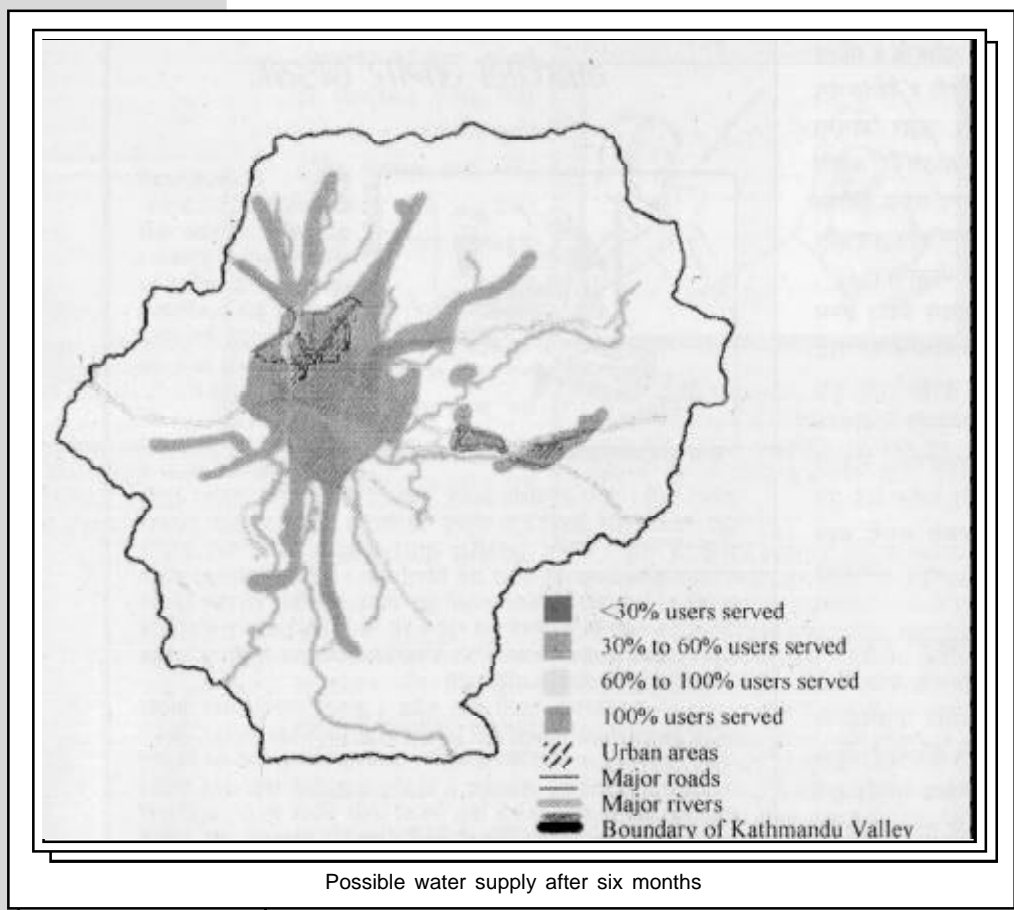 <30% users served
30% to 60% users served
60% to 100% users served
100% users served
Urban areas
Major roads
Major rivers
Boundary of Kathmandu Valley
Possible water supply after six months